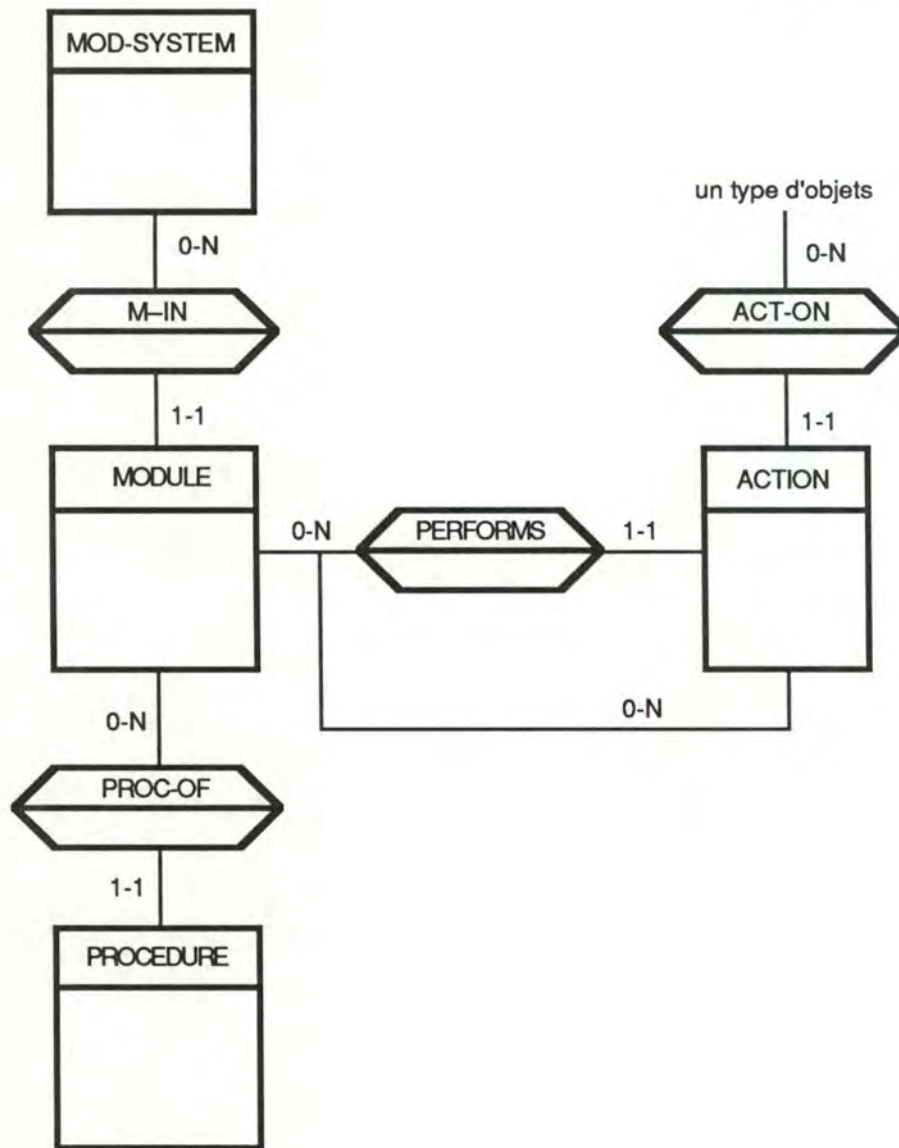 MOD-SYSTEM
un type d'objets
0-N
0-N
M–IN
ACT-ON
1-1
1-1
MODULE
ACTION
0-N
PERFORMS
1-1
0-N
0-N
PROC-OF
1-1
PROCEDURE